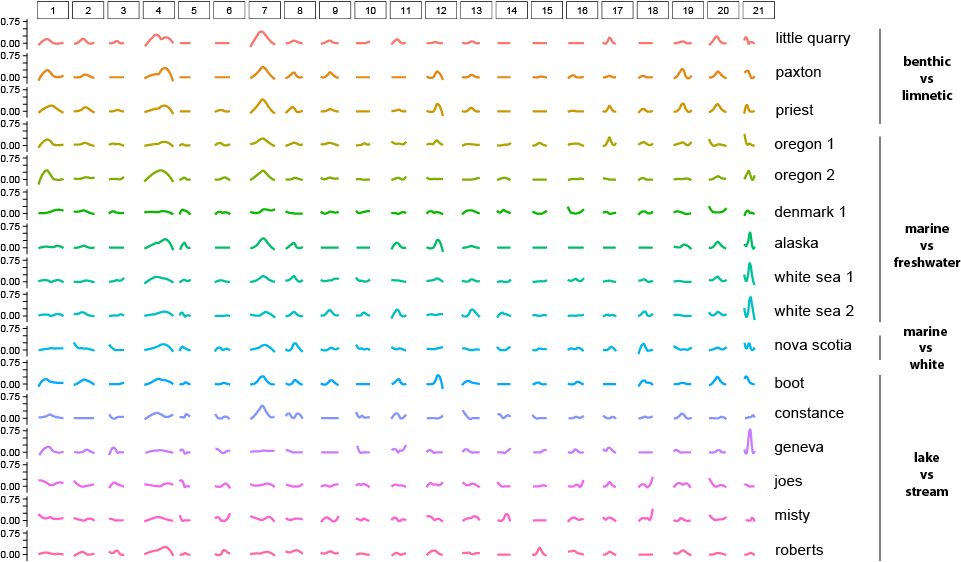 1 2 3 4 5 6 7 8 9 10 11 12 13 14 15 16 17 18 19 20 21
0.75
0.00 little quarry
0.75
0.00 paxton
0.75
0.00 priest
benthic
vs
limnetic
0.75
0.00 oregon 1
0.75
0.00 oregon 2
0.75
0.00 denmark 1
0.75
0.00 alaska
0.75
0.00 white sea 1
0.75
0.00 white sea 2
marine
vs
freshwater
0.75
0.00 nova scotia
marine
vs
white
0.75
0.00 boot
0.75
0.00 constance
0.75
0.00 geneva
0.75
0.00 joes
0.75
0.00 misty
0.75
0.00 roberts
lake
vs
stream